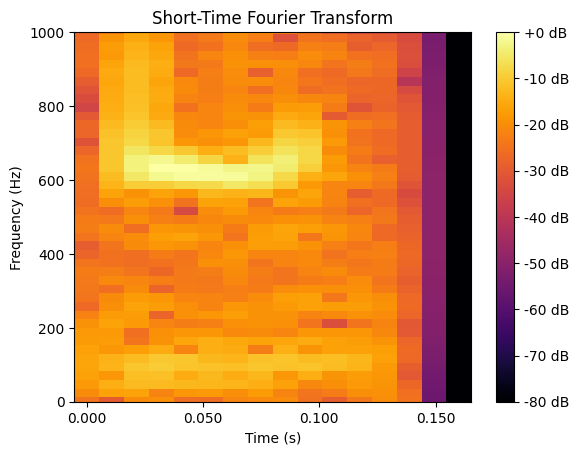 Short-Time Fourier Transform
1000
800
600
400
200
0
Frequency (Hz)
0.000
0.050
0.100
0.150
Time (s)
+0 dB
-10 dB
-20 dB
-30 dB
-40 dB
-50 dB
-60 dB
-70 dB
-80 dB